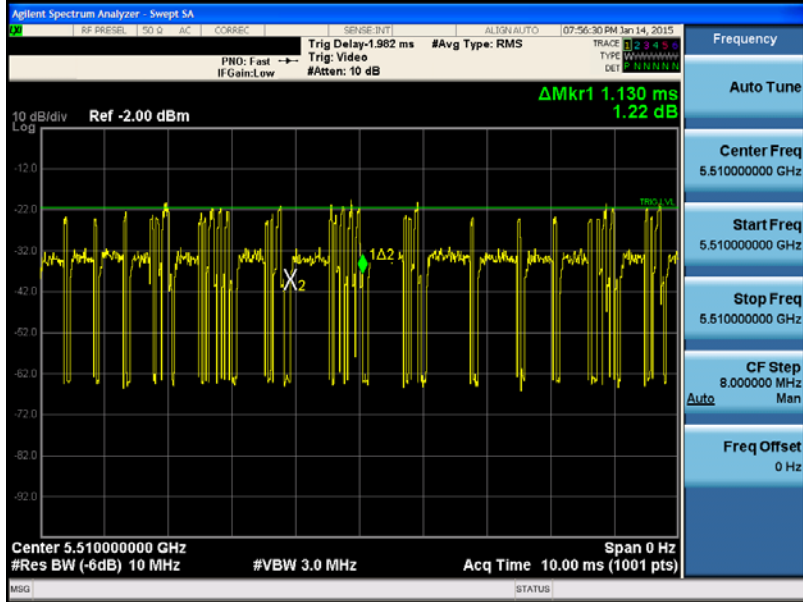 Agilent Spectrum Analyzer - Swept SA
LXI RF PRESEL 50 Ω AC CORREC SENSE:INT ALIGN AUTO 07:56:30 PM Jan 14, 2015
Trig Delay-1.982 ms #Avg Type: RMS TRACE 1 2 3 4 5 6
PNO: Fast Trig: Video TYPE
IFGain:Low #Atten: 10 dB DET P N N N N N
ΔMkr1 1.130 ms
1.22 dB
10 dB/div Ref -2.00 dBm
Log
-12.0
TRIG LVL
-22.0
-32.0
1Δ2
2
-42.0
-52.0
-62.0
-72.0
-82.0
-92.0
Center 5.510000000 GHz Span 0 Hz
#Res BW (-6dB) 10 MHz #VBW 3.0 MHz Acq Time 10.00 ms (1001 pts)
MSG STATUS
Frequency
Auto Tune
Center Freq
5.510000000 GHz
Start Freq
5.510000000 GHz
Stop Freq
5.510000000 GHz
CF Step
8.000000 MHz
Auto Man
Freq Offset
0 Hz